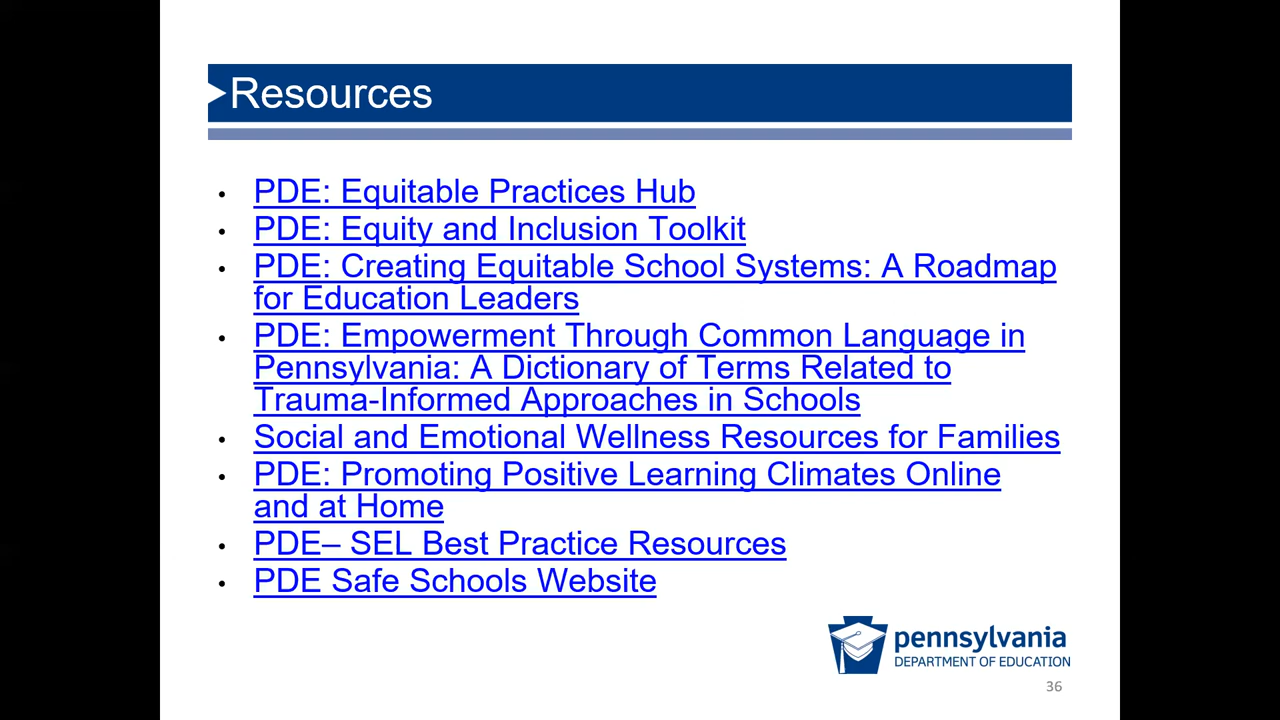 Resources
• PDE: Equitable Practices Hub
• PDE: Equity and Inclusion Toolkit
• PDE: Creating Equitable School Systems: A Roadmap
for Education Leaders
• PDE: Empowerment Through Common Language in
Pennsylvania: A Dictionary of Terms Related to
Trauma-Informed Approaches in Schools
• Social and Emotional Wellness Resources for Families
• PDE: Promoting Positive Learning Climates Online
and at Home
• PDE– SEL Best Practice Resources
• PDE Safe Schools Website
pennsylvania
DEPARTMENT OF EDUCATION
36